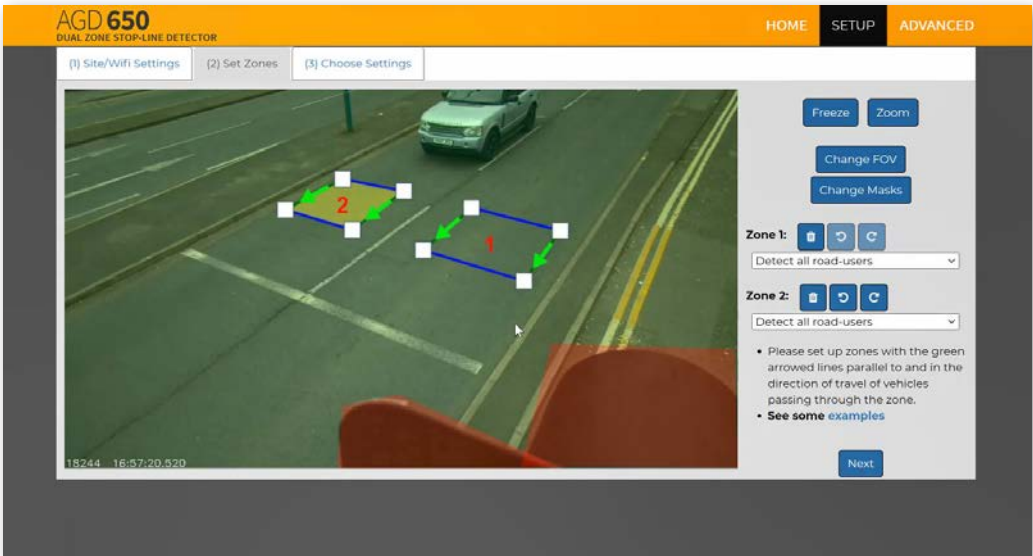 AGD 650
DUAL ZONE STOP-LINE DETECTOR
HOME SETUP ADVANCED
(1) Site/Wifi Settings (2) Set Zones (3) Choose Settings
Freeze Zoom
Change FOV
Change Masks
2
1
Zone 1:
Detect all road-users
Zone 2:
Detect all road-users
• Please set up zones with the green
arrowed lines parallel to and in the
direction of travel of vehicles
passing through the zone.
• See some examples
18244 16:57:20.520
Next